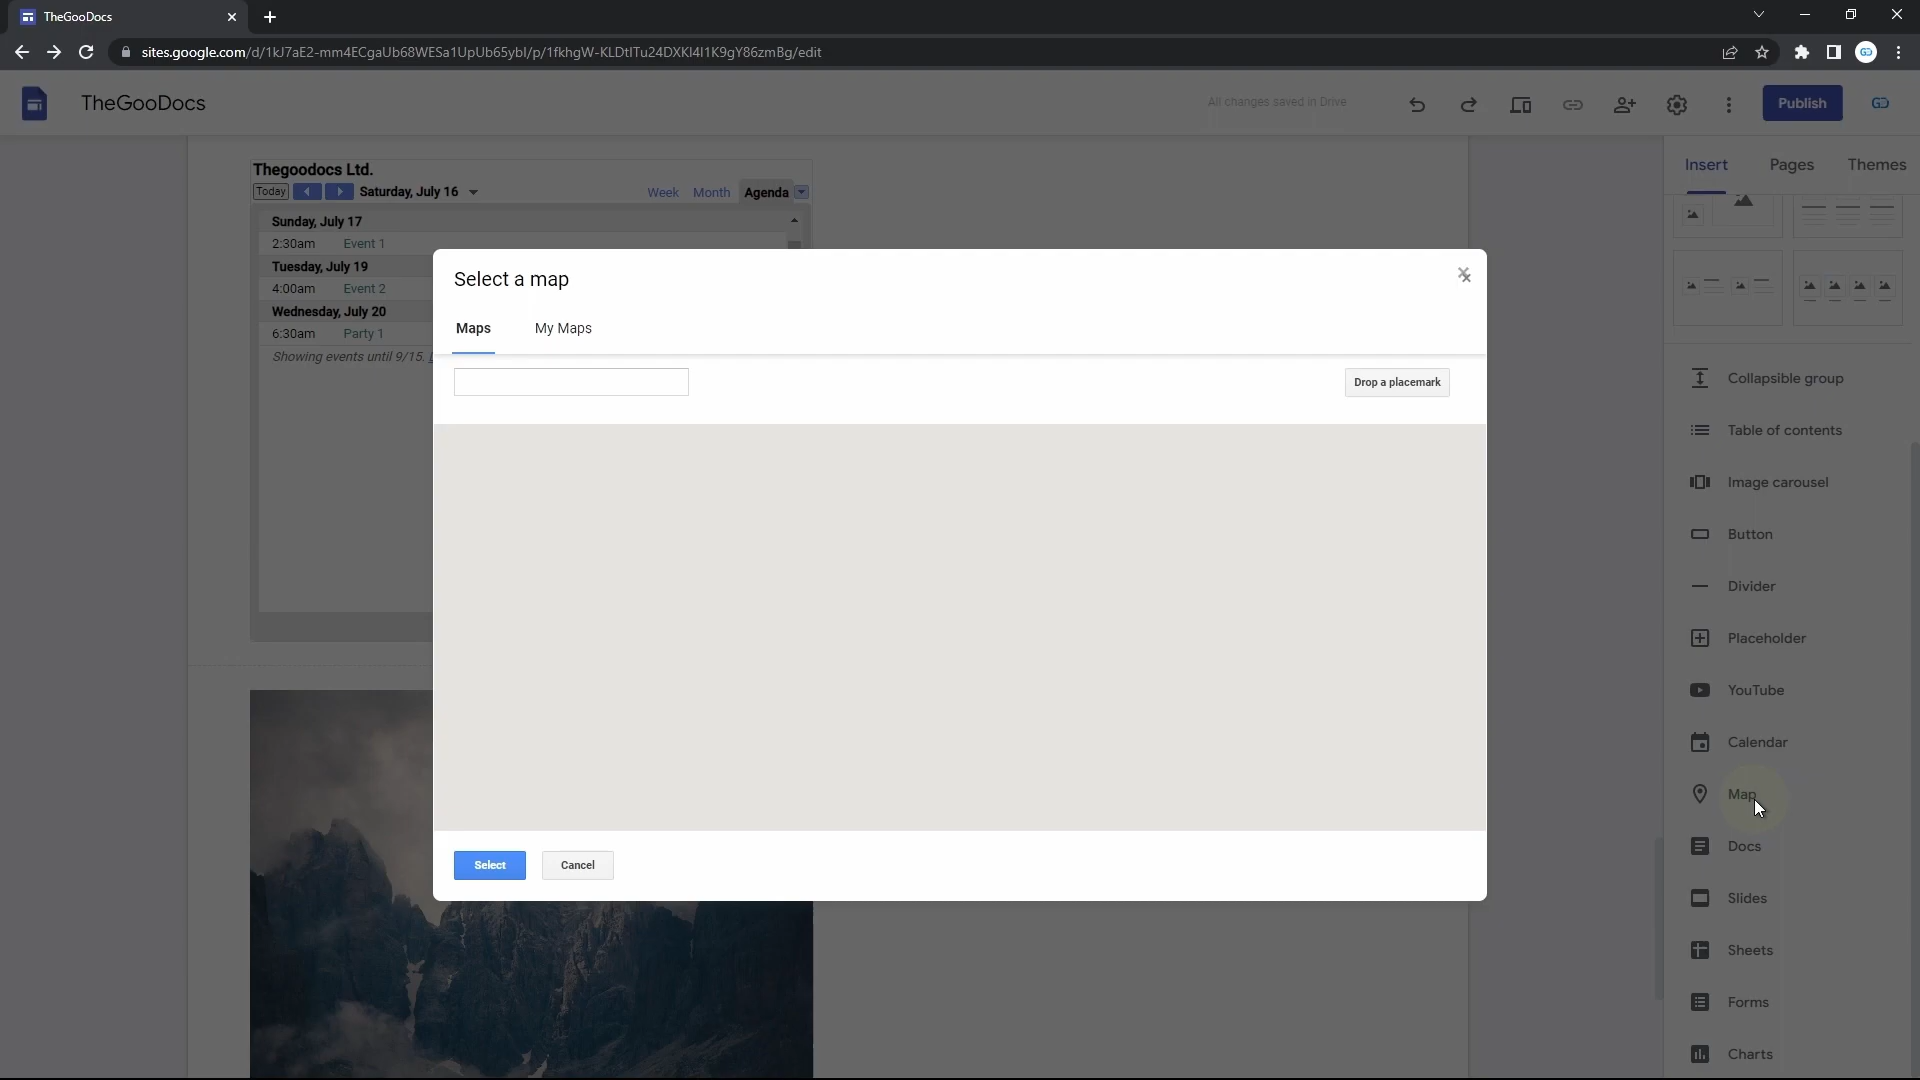 TheGooDocs
sites.google.com/d/1kJ7aE2-mm4ECgaUb68WESa1UpUb65ybI/p/1fkhgW-KLDtITu24DXKl4I1K9gY86zmBg/edit
TheGooDocs
All changes saved in Drive
Publish
Insert
Pages
Themes
Thegoodocs Ltd.
Today
Saturday, July 16
Week
Month
Agenda
Sunday, July 17
2:30am Event 1
Tuesday, July 19
4:00am Event 2
Wednesday, July 20
6:30am Party 1
Showing events until 9/15.
Select a map
Maps
My Maps
Drop a placemark
Select
Cancel
Collapsible group
Table of contents
Image carousel
Button
Divider
Placeholder
YouTube
Calendar
Map
Docs
Slides
Sheets
Forms
Charts